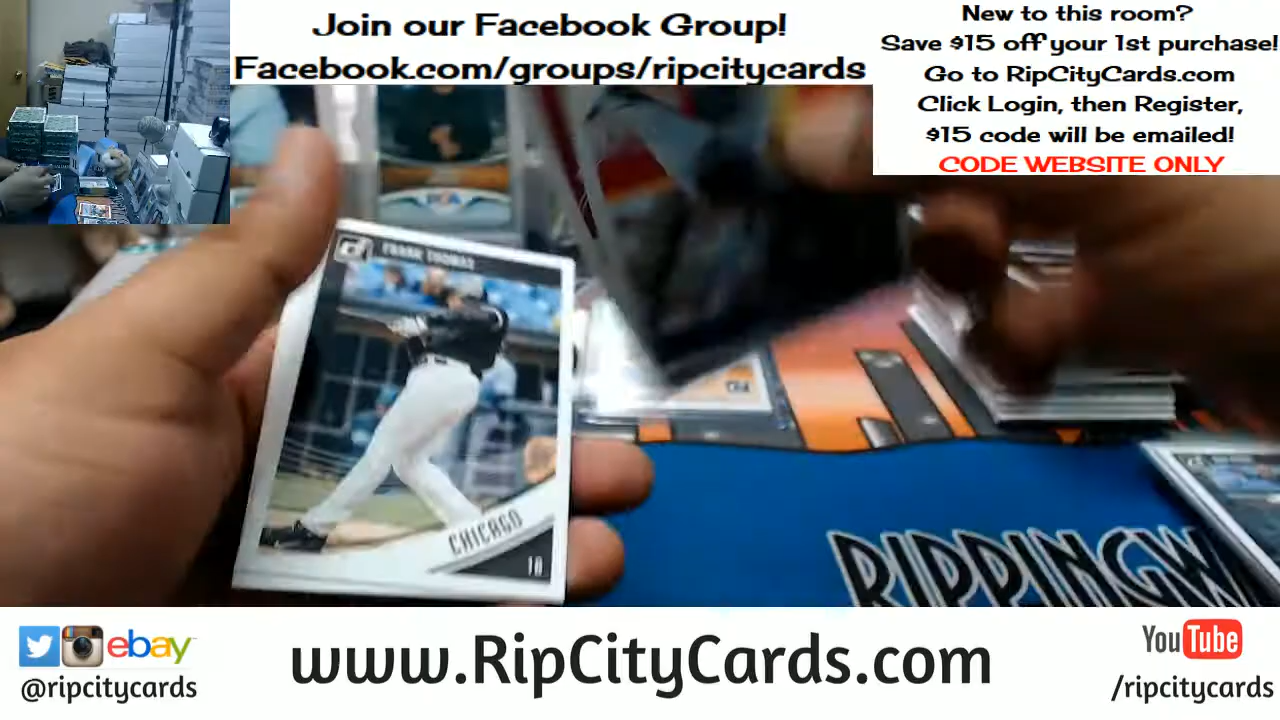 Join our Facebook Group!
Facebook.com/groups/ripcitycards
New to this room?
Save $15 off your 1st purchase!
Go to RipCityCards.com
Click Login, then Register,
$15 code will be emailed!
CODE WEBSITE ONLY
FRANK THOMAS
CHICAGO
18
RIPPINGW
ebay
@ripcitycards
www.RipCityCards.com
YouTube
/ripcitycards